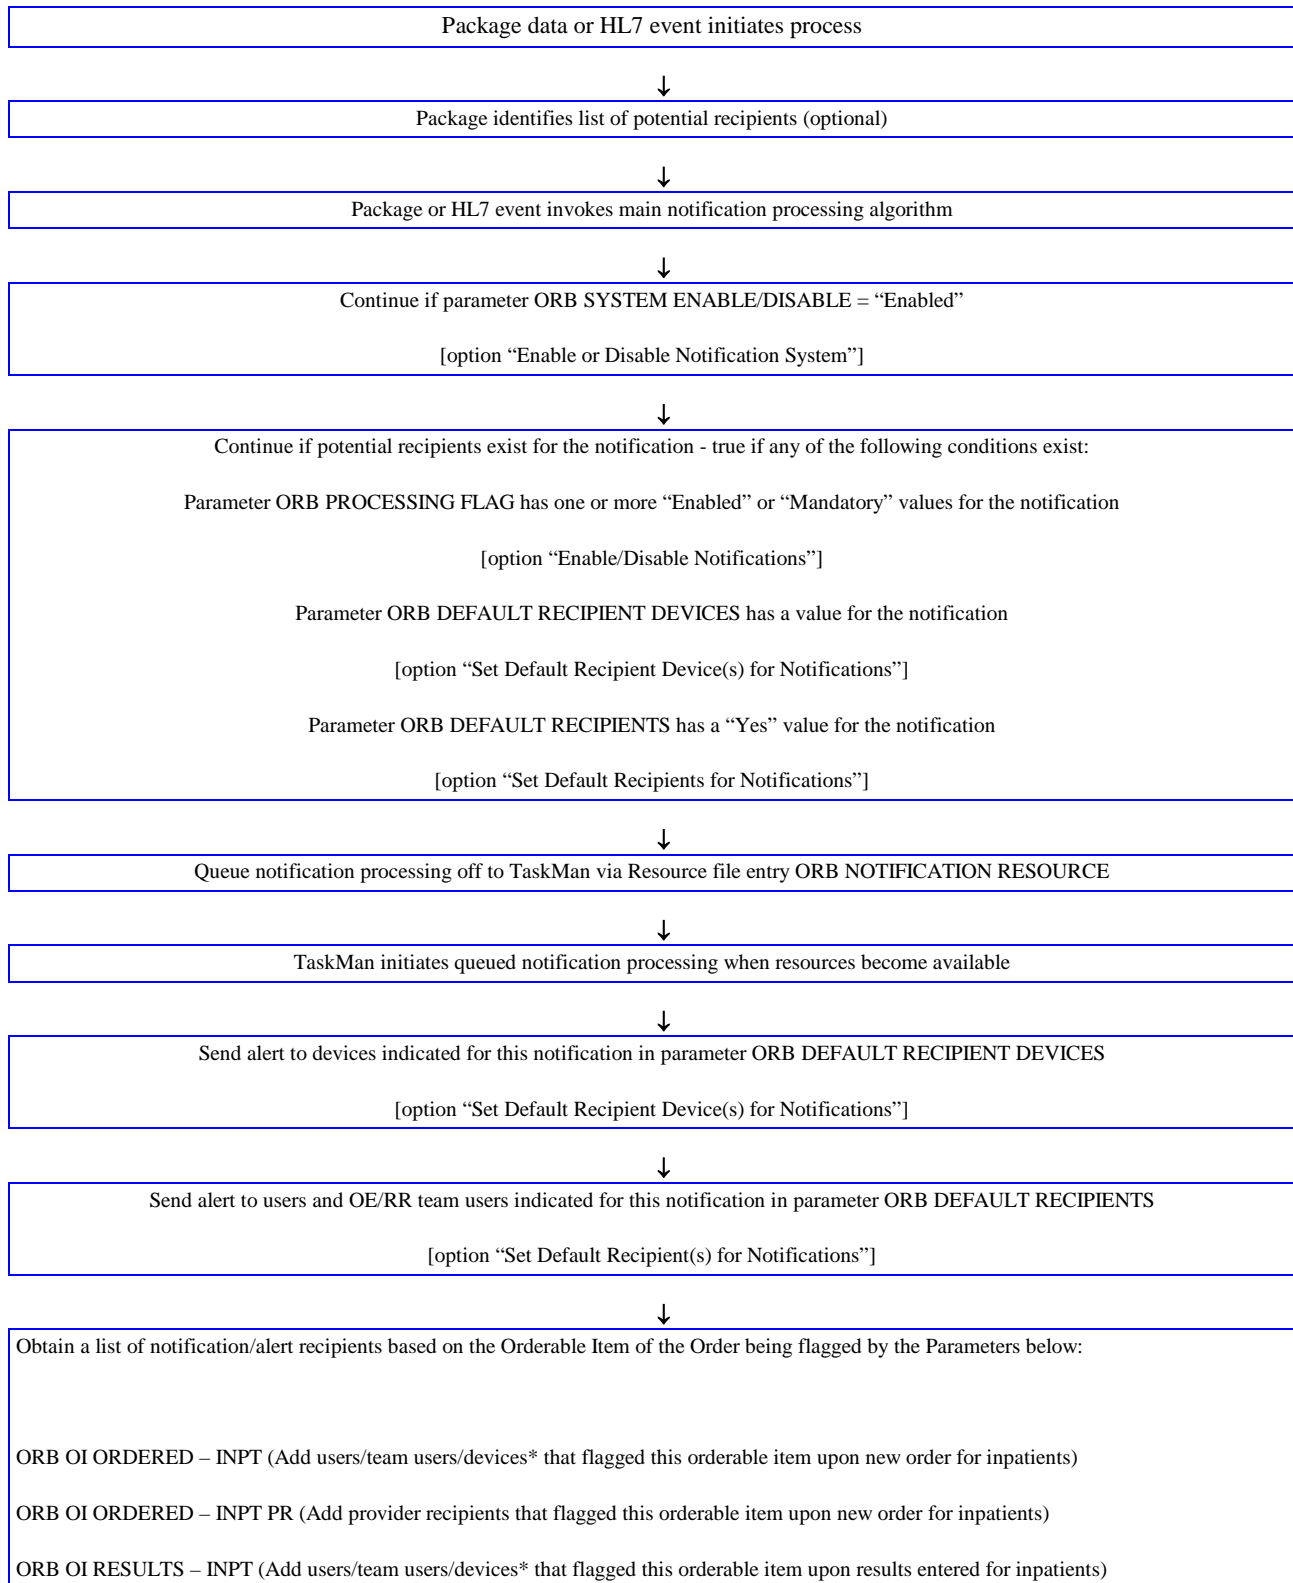 Package data or HL7 event initiates process
↓
Package identifies list of potential recipients (optional)
↓
Package or HL7 event invokes main notification processing algorithm
↓
Continue if parameter ORB SYSTEM ENABLE/DISABLE = “Enabled”
[option “Enable or Disable Notification System”]
↓
Continue if potential recipients exist for the notification - true if any of the following conditions exist:
Parameter ORB PROCESSING FLAG has one or more “Enabled” or “Mandatory” values for the notification
[option “Enable/Disable Notifications”]
Parameter ORB DEFAULT RECIPIENT DEVICES has a value for the notification
[option “Set Default Recipient Device(s) for Notifications”]
Parameter ORB DEFAULT RECIPIENTS has a “Yes” value for the notification
[option “Set Default Recipients for Notifications”]
↓
Queue notification processing off to TaskMan via Resource file entry ORB NOTIFICATION RESOURCE
↓
TaskMan initiates queued notification processing when resources become available
↓
Send alert to devices indicated for this notification in parameter ORB DEFAULT RECIPIENT DEVICES
[option “Set Default Recipient Device(s) for Notifications”]
↓
Send alert to users and OE/RR team users indicated for this notification in parameter ORB DEFAULT RECIPIENTS
[option “Set Default Recipient(s) for Notifications”]
↓
Obtain a list of notification/alert recipients based on the Orderable Item of the Order being flagged by the Parameters below:
ORB OI ORDERED – INPT (Add users/team users/devices* that flagged this orderable item upon new order for inpatients)
ORB OI ORDERED – INPT PR (Add provider recipients that flagged this orderable item upon new order for inpatients)
ORB OI RESULTS – INPT (Add users/team users/devices* that flagged this orderable item upon results entered for inpatients)